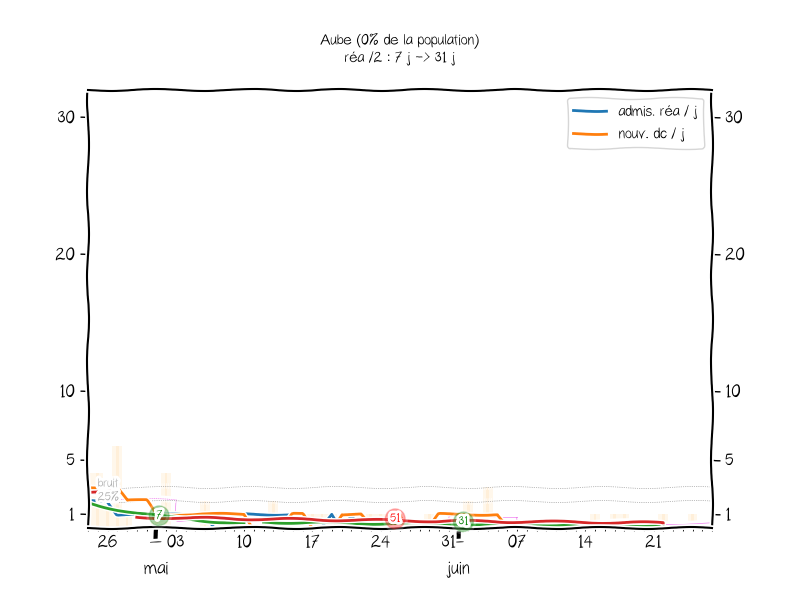 Aube (0% de la population)
réa /2 : 7 j -> 31 j
admis. réa / j
nouv. dc / j
30 30
20 20
10 10
5 5
1 1
bruit
25%
7 51 31
26 03 10 17 24 31 07 14 21
mai juin